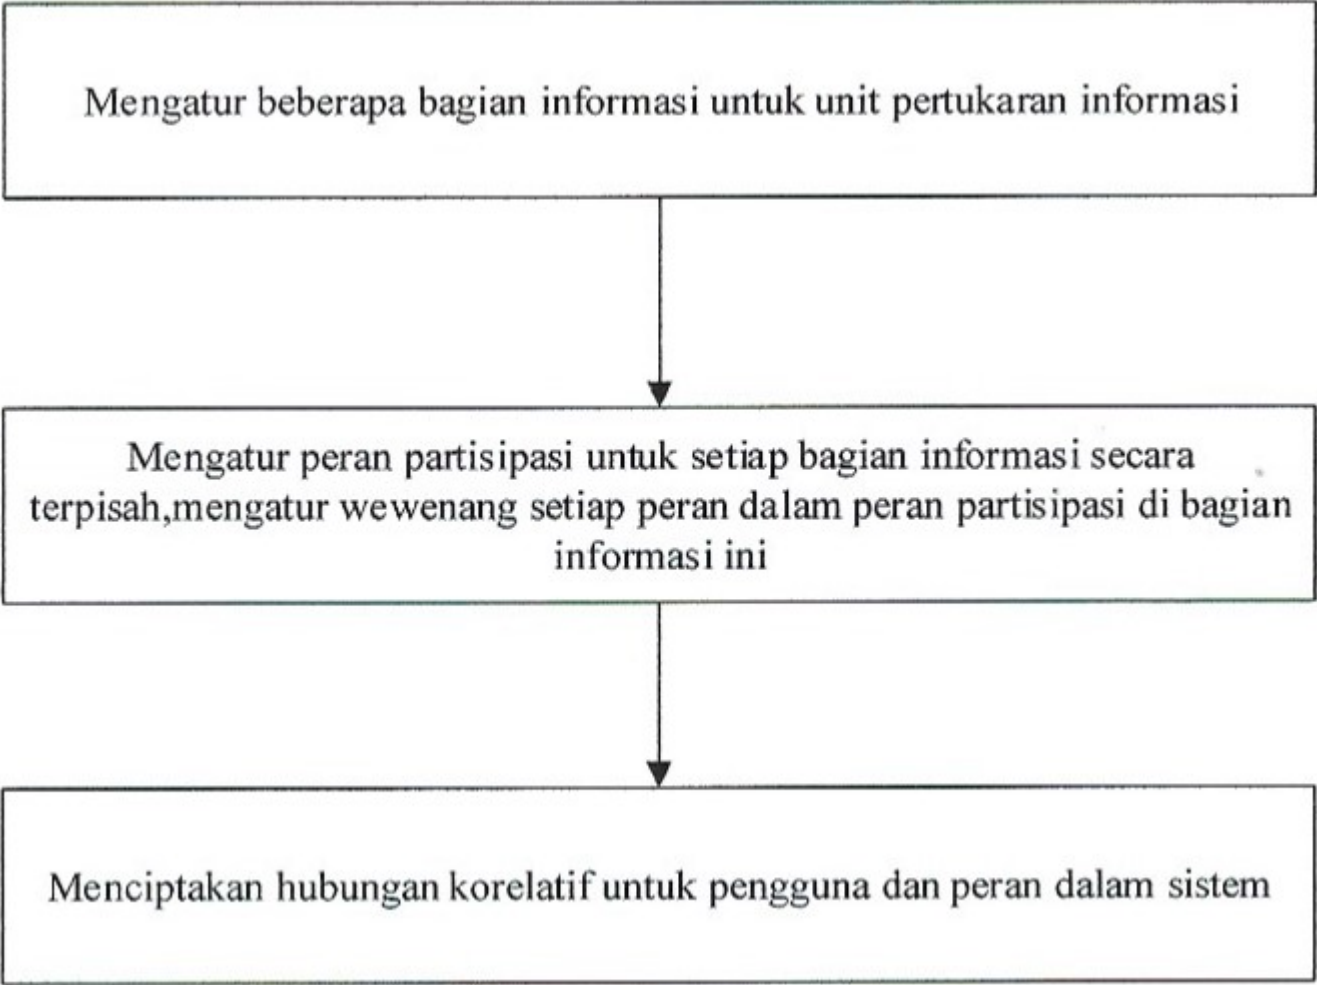 Mengatur beberapa bagian informasi untuk unit pertukaran informasi
Mengatur peran partisipasi untuk setiap bagian informasi secara
terpisah,mengatur wewenang setiap peran dalam peran partisipasi di bagian
informasi ini
Menciptakan hubungan korelatif untuk pengguna dan peran dalam sistem